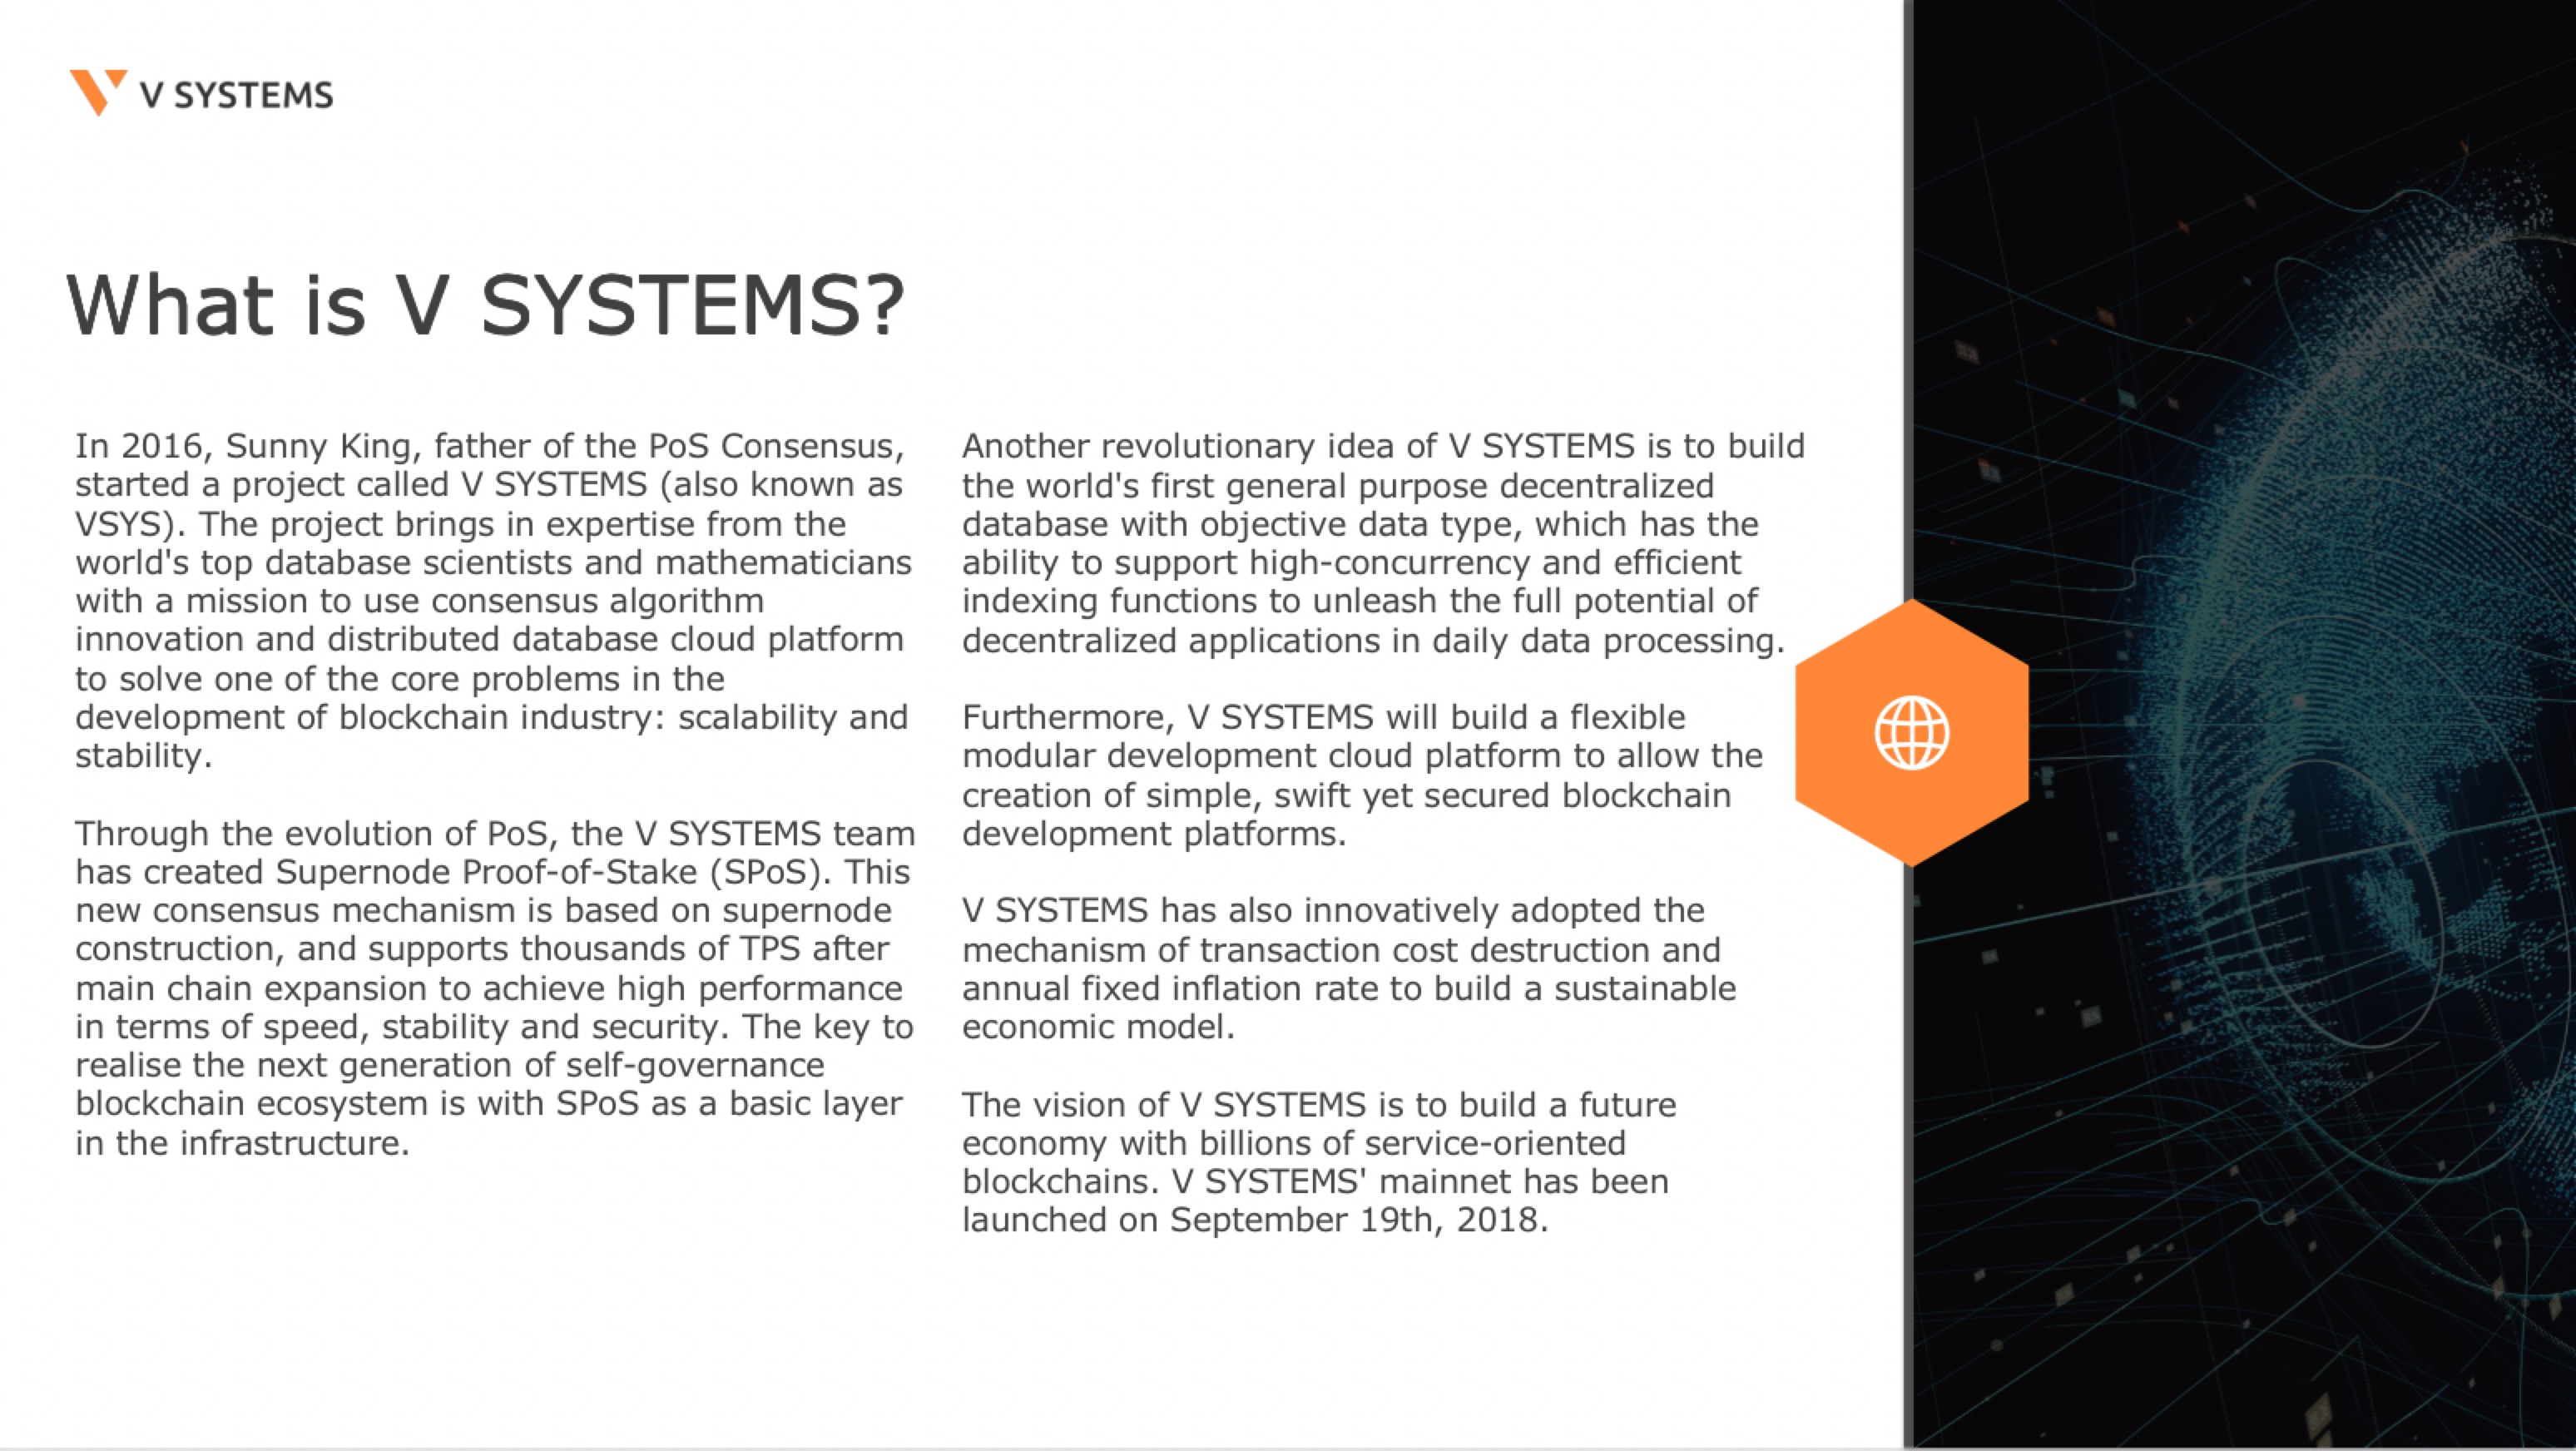 V SYSTEMS
What is V SYSTEMS?
In 2016, Sunny King, father of the PoS Consensus,
started a project called V SYSTEMS (also known as
VSYS). The project brings in expertise from the
world's top database scientists and mathematicians
with a mission to use consensus algorithm
innovation and distributed database cloud platform
to solve one of the core problems in the
development of blockchain industry: scalability and
stability.
Through the evolution of PoS, the V SYSTEMS team
has created Supernode Proof-of-Stake (SPoS). This
new consensus mechanism is based on supernode
construction, and supports thousands of TPS after
main chain expansion to achieve high performance
in terms of speed, stability and security. The key to
realise the next generation of self-governance
blockchain ecosystem is with SPoS as a basic layer
in the infrastructure.
Another revolutionary idea of V SYSTEMS is to build
the world's first general purpose decentralized
database with objective data type, which has the
ability to support high-concurrency and efficient
indexing functions to unleash the full potential of
decentralized applications in daily data processing.
Furthermore, V SYSTEMS will build a flexible
modular development cloud platform to allow the
creation of simple, swift yet secured blockchain
development platforms.
V SYSTEMS has also innovatively adopted the
mechanism of transaction cost destruction and
annual fixed inflation rate to build a sustainable
economic model.
The vision of V SYSTEMS is to build a future
economy with billions of service-oriented
blockchains. V SYSTEMS' mainnet has been
launched on September 19th, 2018.